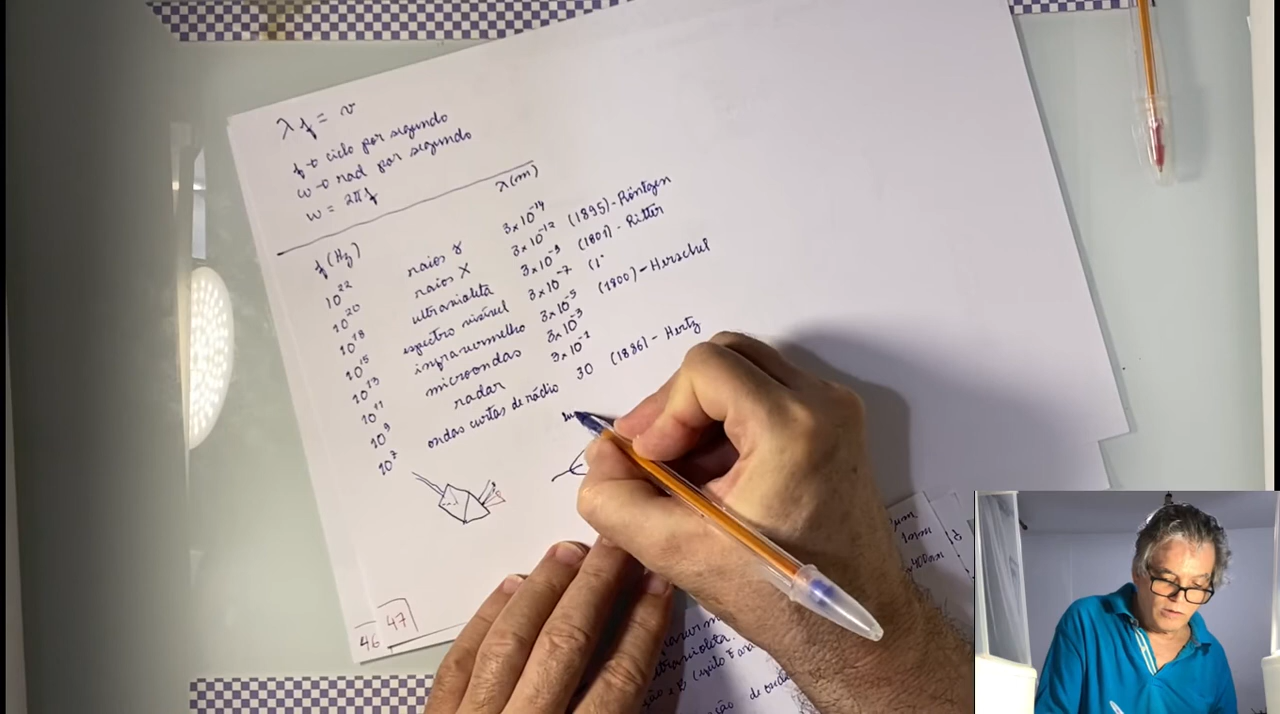 λf = v
f → ciclo por segundo
ω → rad por segundo
ω = 2πf
f (Hz) λ(m)
10²² raios γ 3×10⁻¹⁴
10²⁰ raios X 3×10⁻¹² (1895) - Röntgen
10¹⁸ ultravioleta 3×10⁻⁹ (1801) - Ritter
10¹⁵ espectro visível 3×10⁻⁷ (1"
10¹³ infravermelho 3×10⁻⁵ (1800) - Herschel
10¹¹ microondas 3×10⁻³
10⁹ radar 3×10⁻¹
10⁷ ondas curtas de rádio 30 (1886) - Hertz
46 47
μm
1mm